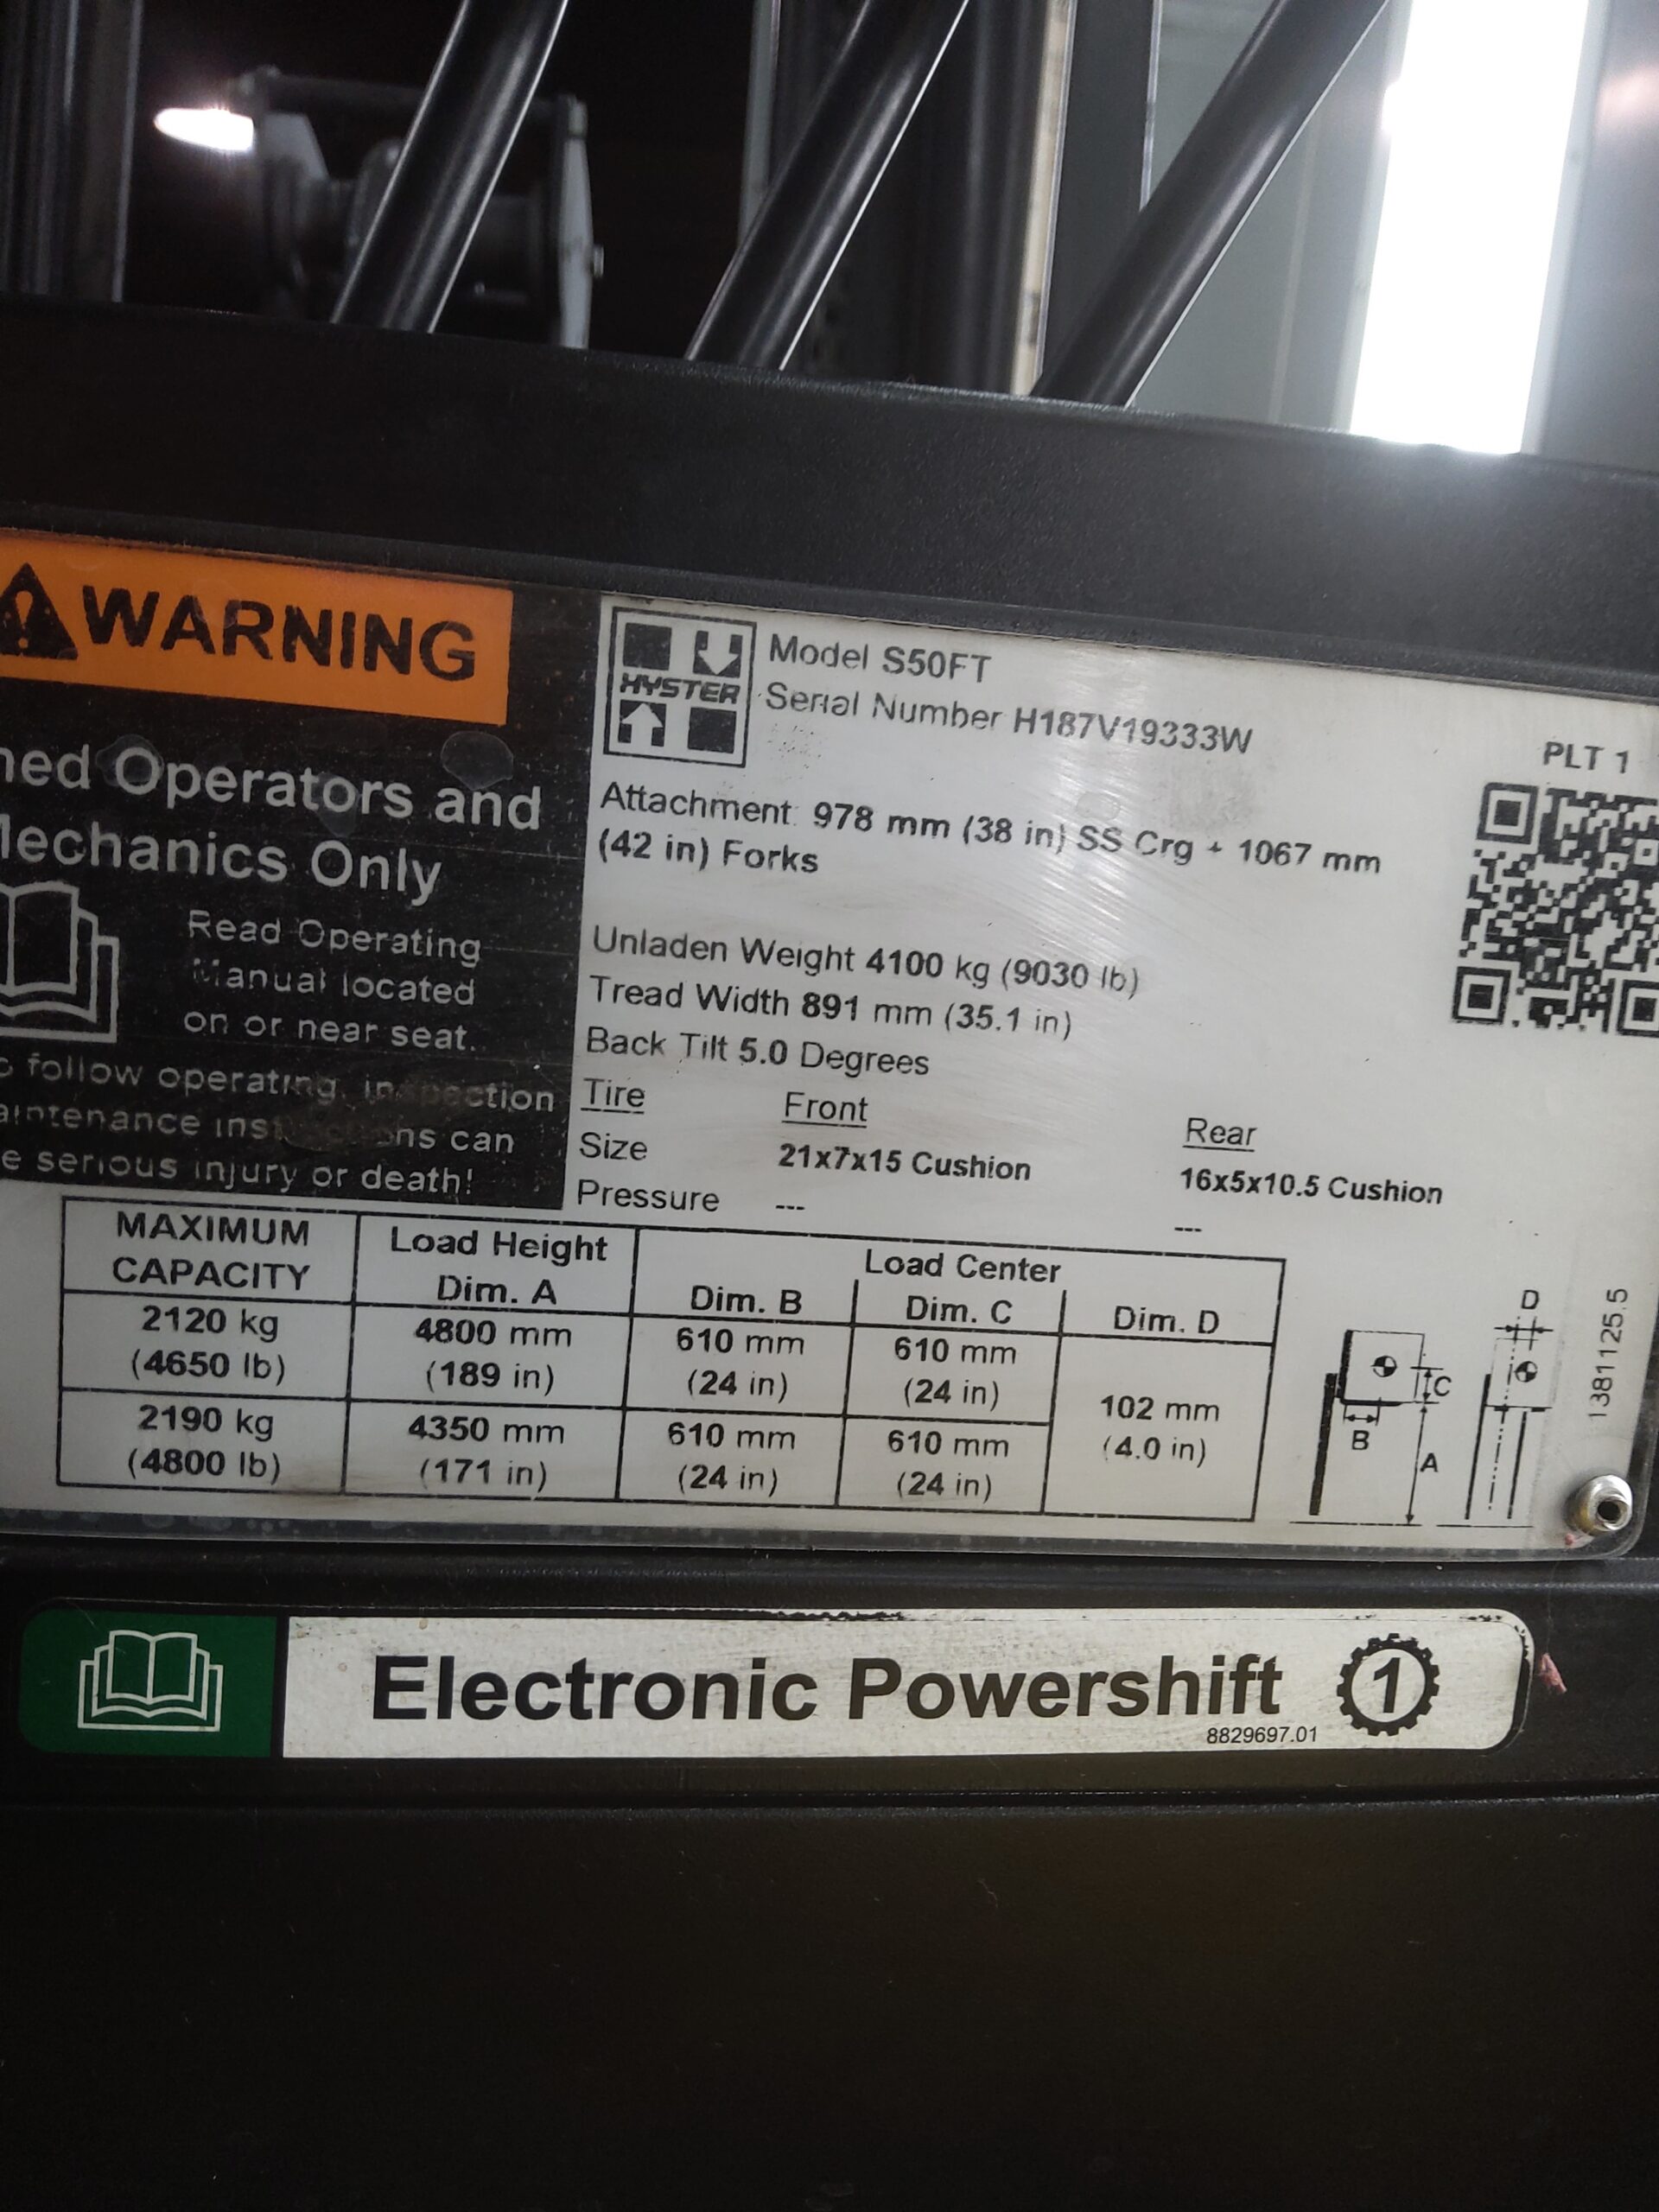 WARNING
ned Operators and
Mechanics Only
Read Operating
Manual located
on or near seat.
follow operating, inspection
aintenance instructions can
e serious injury or death!
HYSTER
Model S50FT
Serial Number H187V19333W
PLT 1
Attachment: 978 mm (38 in) SS Crg + 1067 mm
(42 in) Forks
Unladen Weight 4100 kg (9030 lb)
Tread Width 891 mm (35.1 in)
Back Tilt 5.0 Degrees
Tire Front Rear
Size 21x7x15 Cushion 16x5x10.5 Cushion
Pressure --- ---
MAXIMUM Load Height Load Center
CAPACITY Dim. A Dim. B Dim. C Dim. D
2120 kg 4800 mm 610 mm 610 mm
(4650 lb) (189 in) (24 in) (24 in)
102 mm
(4.0 in)
2190 kg 4350 mm 610 mm 610 mm
(4800 lb) (171 in) (24 in) (24 in)
D
C
B
A
1381125.5
Electronic Powershift 1
8829697.01